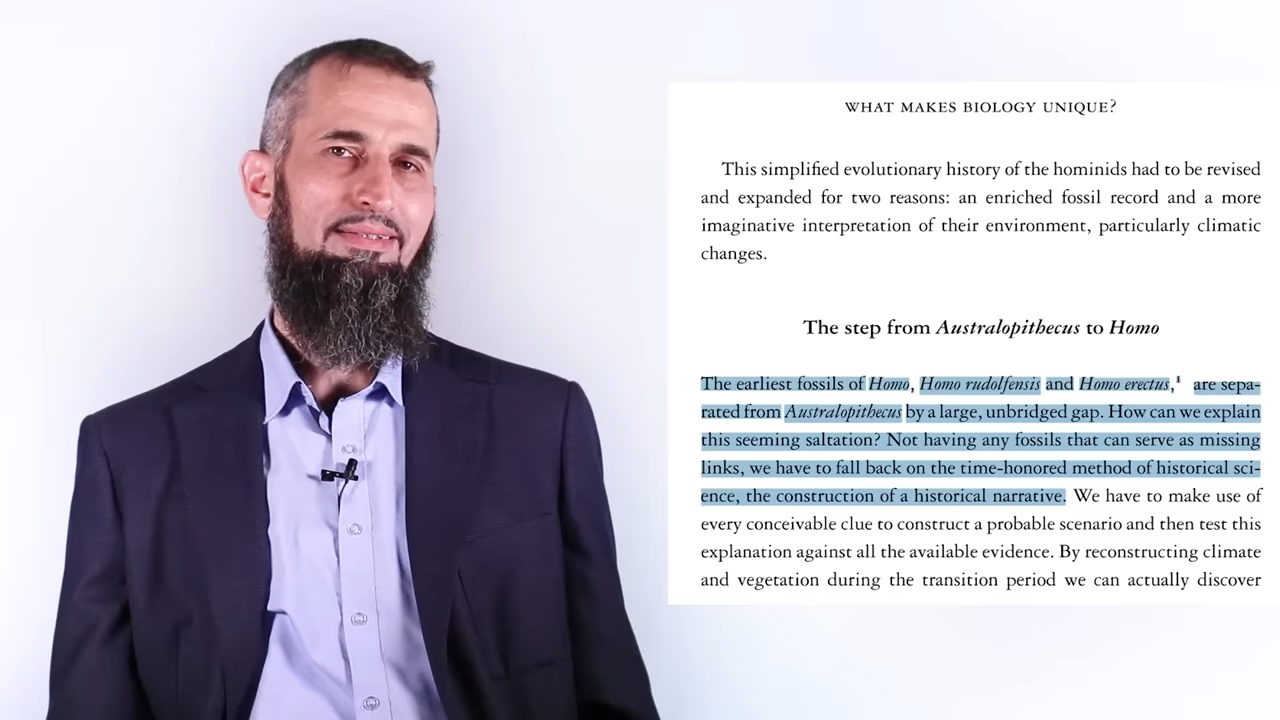 WHAT MAKES BIOLOGY UNIQUE?
This simplified evolutionary history of the hominids had to be revised
and expanded for two reasons: an enriched fossil record and a more
imaginative interpretation of their environment, particularly climatic
changes.
The step from Australopithecus to Homo
The earliest fossils of Homo, Homo rudolfensis and Homo erectus,¹ are sepa-
rated from Australopithecus by a large, unbridged gap. How can we explain
this seeming saltation? Not having any fossils that can serve as missing
links, we have to fall back on the time-honored method of historical sci-
ence, the construction of a historical narrative. We have to make use of
every conceivable clue to construct a probable scenario and then test this
explanation against all the available evidence. By reconstructing climate
and vegetation during the transition period we can actually discover